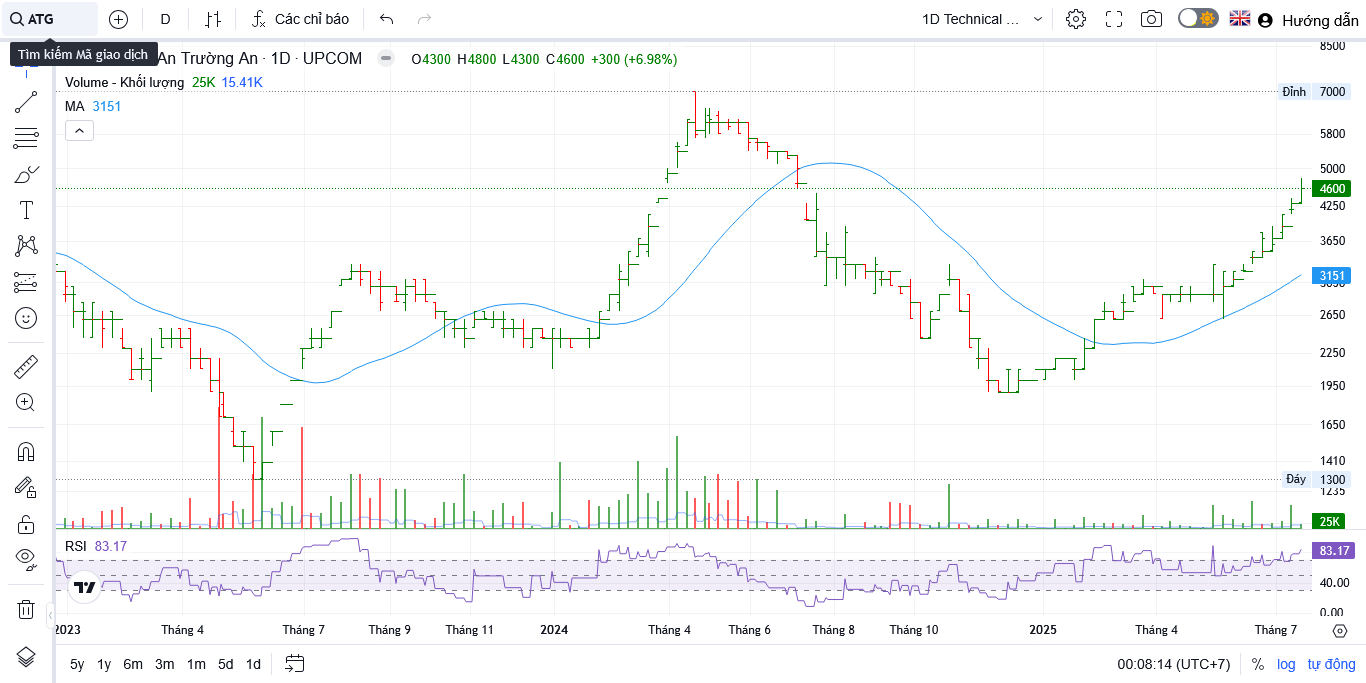 ATG
D
Các chỉ báo
1D Technical ...
Hướng dẫn
Tìm kiếm Mã giao dịch
An Trường An · 1D · UPCOM
O4300 H4800 L4300 C4600 +300 (+6.98%)
Volume - Khối lượng 25K 15.41K
MA 3151
8500
Đỉnh 7000
5800
5000
4600
4250
3650
3151
2650
2250
1950
1650
1410
Đáy 1300
1235
25K
RSI 83.17
83.17
40.00
0.00
2023 Tháng 4 Tháng 7 Tháng 9 Tháng 11 2024 Tháng 4 Tháng 6 Tháng 8 Tháng 10 2025 Tháng 4 Tháng 7
5y 1y 6m 3m 1m 5d 1d
00:08:14 (UTC+7) % log tự động